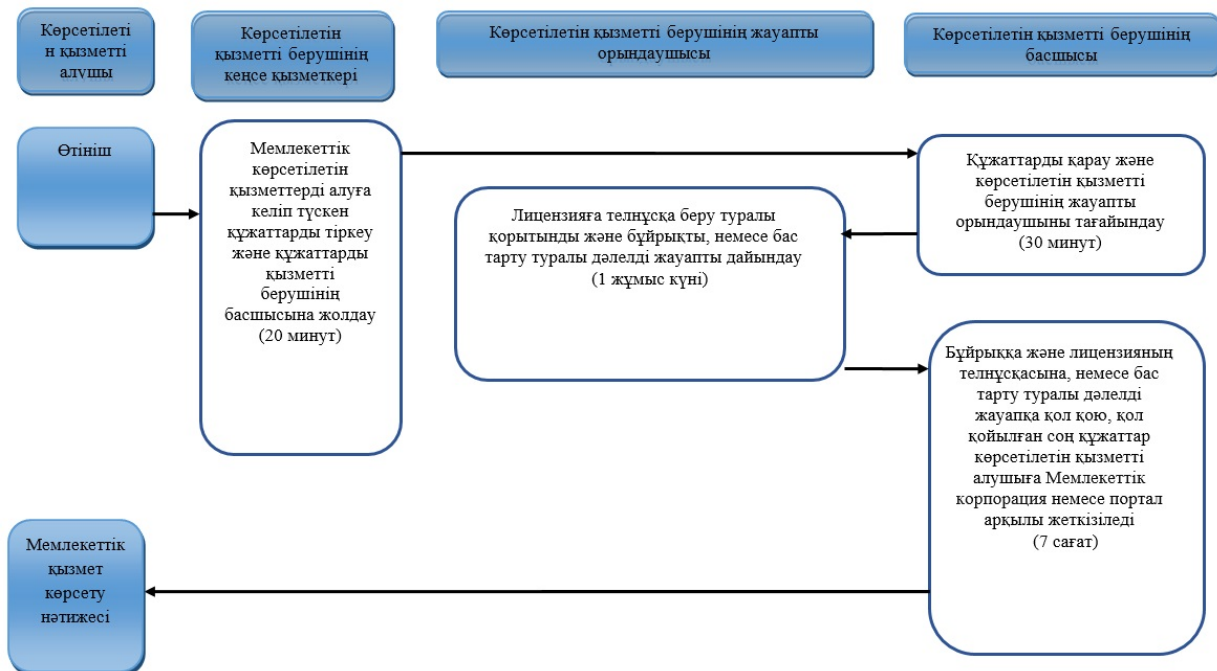 Көрсетілеті
н қызметті
алушы
Көрсетілетін
қызметті берушінің
кеңсе қызметкері
Көрсетілетін қызметті берушінің жауапты
орындаушысы
Көрсетілетін қызметті берушінің
басшысы
Өтініш
Мемлекеттік
көрсетілетін
қызметтерді алуға
келіп түскен
құжаттарды тіркеу
және құжаттарды
қызметті
берушінің
басшысына жолдау
(20 минут)
Құжаттарды қарау және
көрсетілетін қызметті
берушінің жауапты
орындаушыны тағайындау
(30 минут)
Лицензияға телнұсқа беру туралы
қорытынды және бұйрықты, немесе бас
тарту туралы дәлелді жауапты дайындау
(1 жұмыс күні)
Бұйрыққа және лицензияның
телнұсқасына, немесе бас
тарту туралы дәлелді
жауапқа қол қою, қол
қойылған соң құжаттар
көрсетілетін қызметті
алушыға Мемлекеттік
корпорация немесе портал
арқылы жеткізіледі
(7 сағат)
Мемлекеттік
қызмет
көрсету
нәтижесі